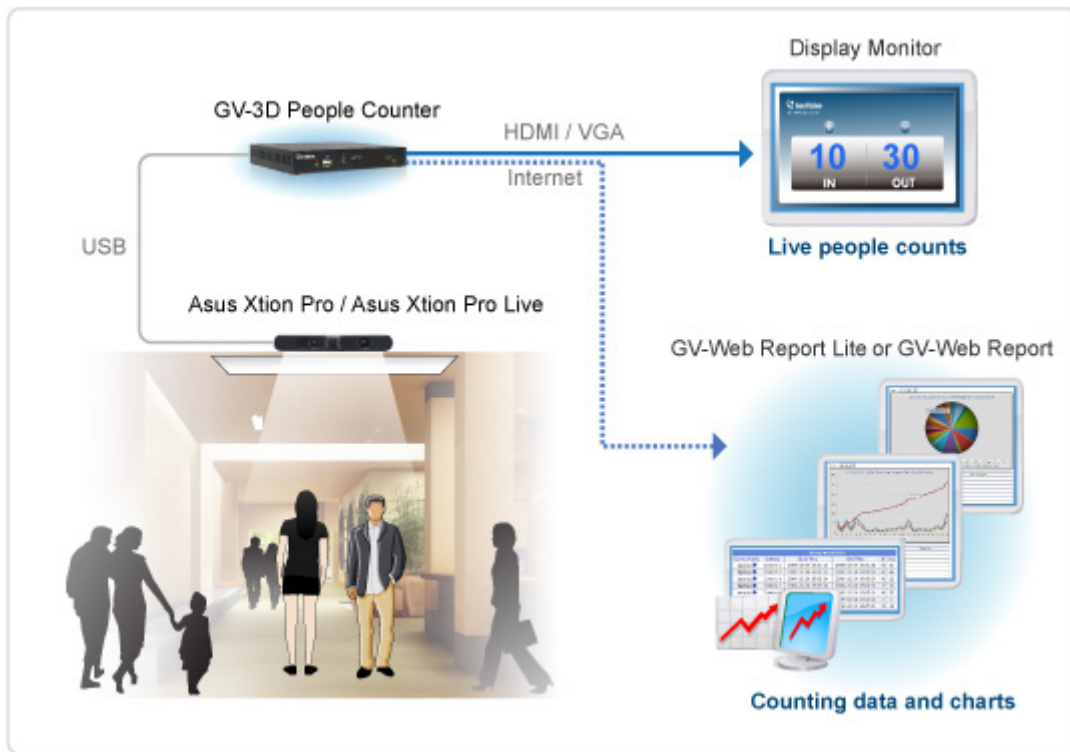 Display Monitor
GV-3D People Counter
HDMI / VGA
Internet
GeoVision
10
30
IN
OUT
Live people counts
USB
Asus Xtion Pro / Asus Xtion Pro Live
GV-Web Report Lite or GV-Web Report
Counting data and charts